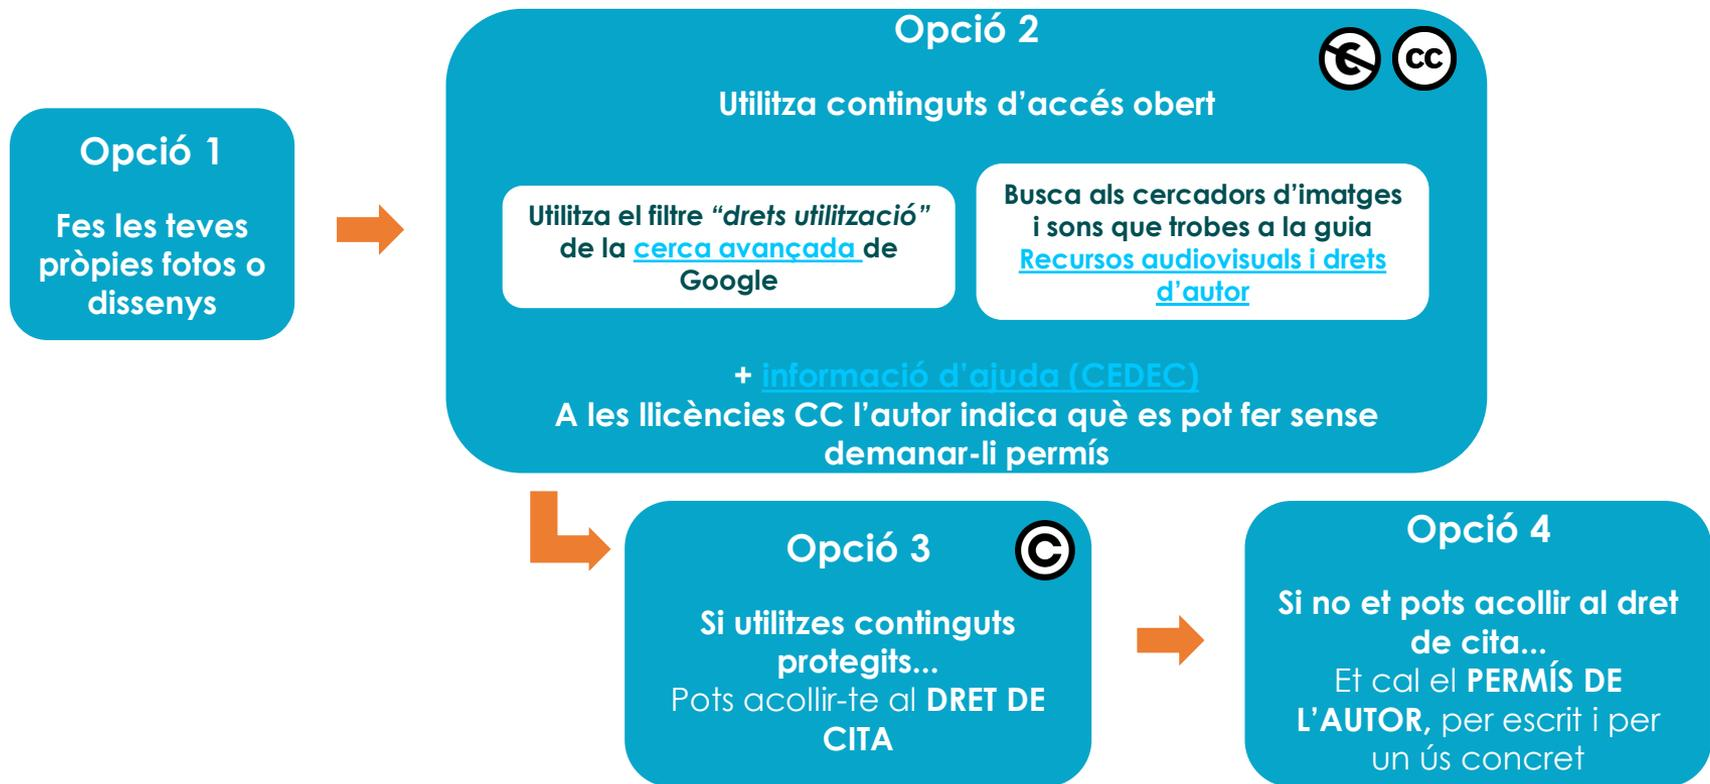 Opció 1
Fes les teves
pròpies fotos o
dissenys
Opció 2
Utilitza continguts d’accés obert
Utilitza el filtre “drets utilització”
de la cerca avançada de
Google
Busca als cercadors d’imatges
i sons que trobes a la guia
Recursos audiovisuals i drets
d’autor
+ informació d’ajuda (CEDEC)
A les llicències CC l’autor indica què es pot fer sense
demanar-li permís
Opció 3
Si utilitzes continguts
protegits...
Pots acollir-te al DRET DE
CITA
Opció 4
Si no et pots acollir al dret
de cita...
Et cal el PERMÍS DE
L’AUTOR, per escrit i per
un ús concret